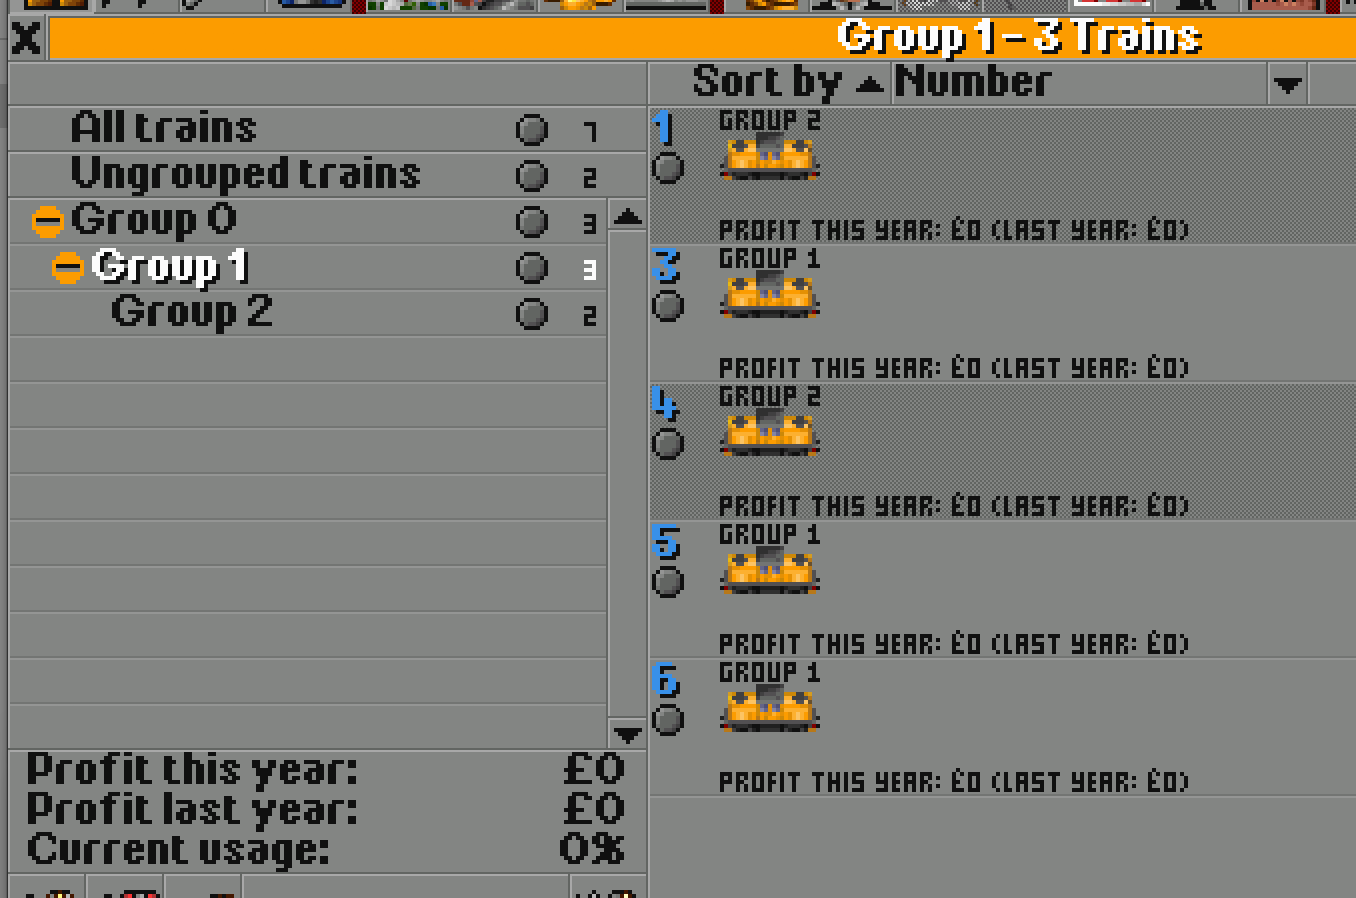 X Group 1 - 3 Trains
Sort by ▲ Number ▼
All trains 7
Ungrouped trains 2
Group 0 3
Group 1 3
Group 2 2
Profit this year: £0
Profit last year: £0
Current usage: 0%
1 GROUP 2
PROFIT THIS YEAR: £0 (LAST YEAR: £0)
3 GROUP 1
PROFIT THIS YEAR: £0 (LAST YEAR: £0)
4 GROUP 2
PROFIT THIS YEAR: £0 (LAST YEAR: £0)
5 GROUP 1
PROFIT THIS YEAR: £0 (LAST YEAR: £0)
6 GROUP 1
PROFIT THIS YEAR: £0 (LAST YEAR: £0)